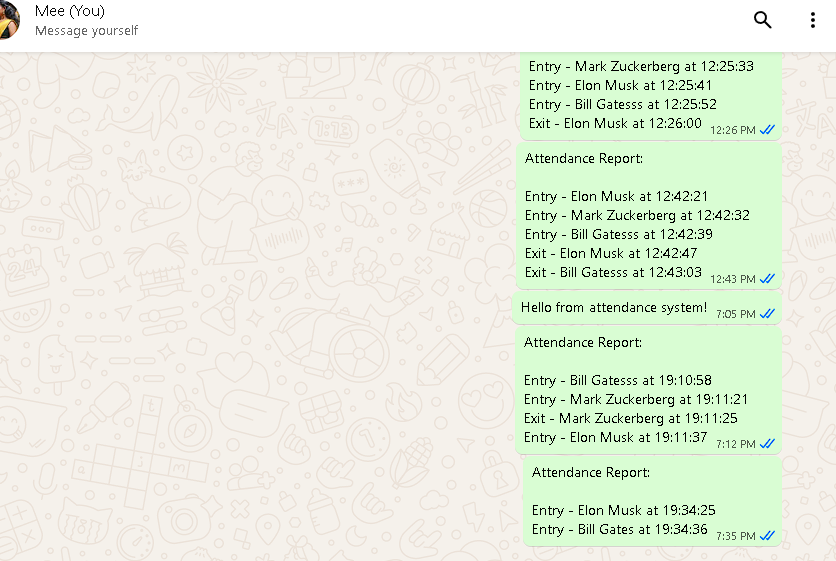 Mee (You)
Message yourself
Entry - Mark Zuckerberg at 12:25:33
Entry - Elon Musk at 12:25:41
Entry - Bill Gatesss at 12:25:52
Exit - Elon Musk at 12:26:00
12:26 PM
Attendance Report:
Entry - Elon Musk at 12:42:21
Entry - Mark Zuckerberg at 12:42:32
Entry - Bill Gatesss at 12:42:39
Exit - Elon Musk at 12:42:47
Exit - Bill Gatesss at 12:43:03
12:43 PM
Hello from attendance system!
7:05 PM
Attendance Report:
Entry - Bill Gatesss at 19:10:58
Entry - Mark Zuckerberg at 19:11:21
Exit - Mark Zuckerberg at 19:11:25
Entry - Elon Musk at 19:11:37
7:12 PM
Attendance Report:
Entry - Elon Musk at 19:34:25
Entry - Bill Gates at 19:34:36
7:35 PM